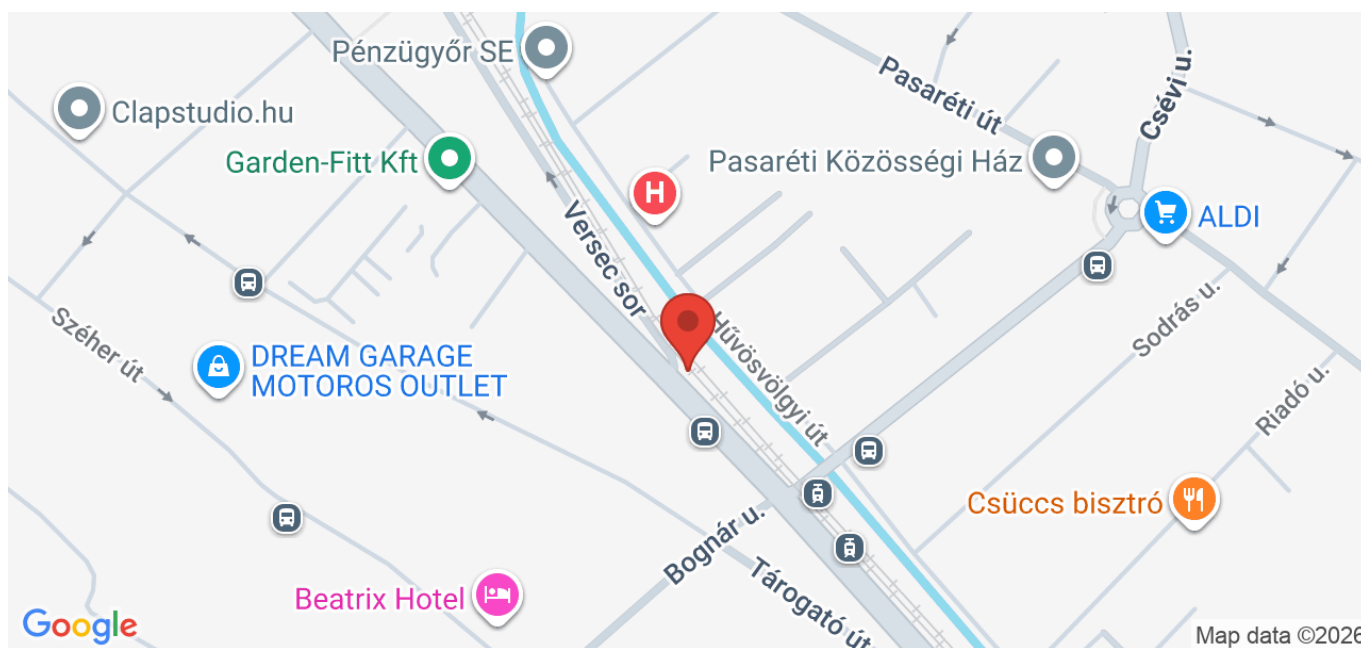 Pénzügyőr SE
Clapstudio.hu
Garden-Fitt Kft
H
Pasaréti út
Csévi u.
Pasaréti Közösségi Ház
ALDI
Versec sor
Hűvösvölgyi út
Sodrás u.
Riadó u.
Széher út
DREAM GARAGE
MOTOROS OUTLET
Csüccs bisztró
Bognár u.
Tárogató út
Beatrix Hotel
Google
Map data ©2026